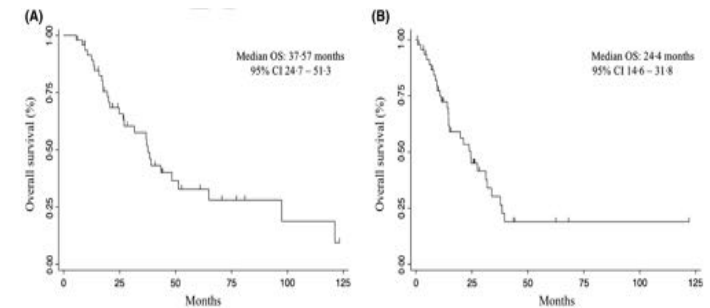 (A)
Overall survival (%)
1·00
0·75
0·50
0·25
0·00
Median OS: 37·57 months
95% CI 24·7 – 51·3
0 25 50 75 100 125
Months
(B)
Overall survival (%)
1·00
0·75
0·50
0·25
0·00
Median OS: 24·4 months
95% CI 14·6 – 31·8
0 25 50 75 100 125
Months